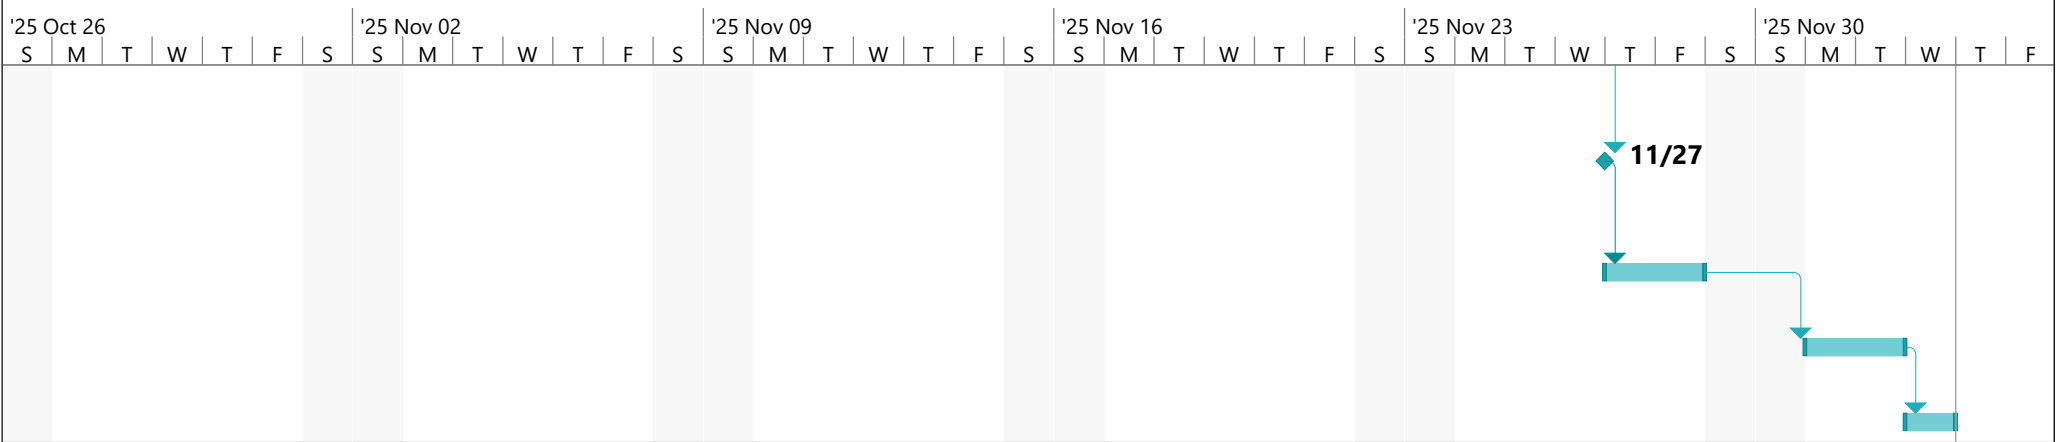 '25 Oct 26 '25 Nov 02 '25 Nov 09 '25 Nov 16 '25 Nov 23 '25 Nov 30
S M T W T F S S M T W T F S S M T W T F S S M T W T F S S M T W T F S S M T W T F
11/27